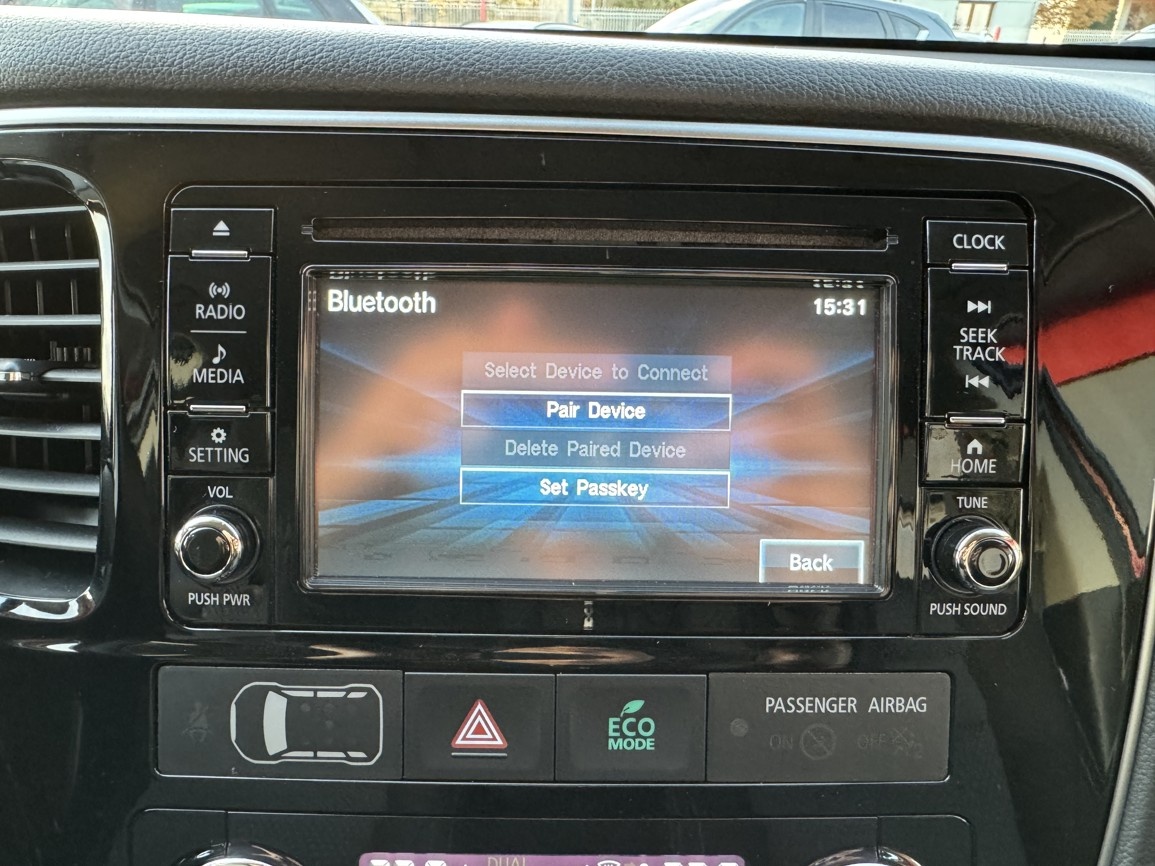 Bluetooth
15:31
Select Device to Connect
Pair Device
Delete Paired Device
Set Passkey
Back
RADIO
MEDIA
SETTING
VOL
PUSH PWR
CLOCK
SEEK
TRACK
HOME
TUNE
PUSH SOUND
ECO
MODE
PASSENGER AIRBAG
ON
OFF
DUAL